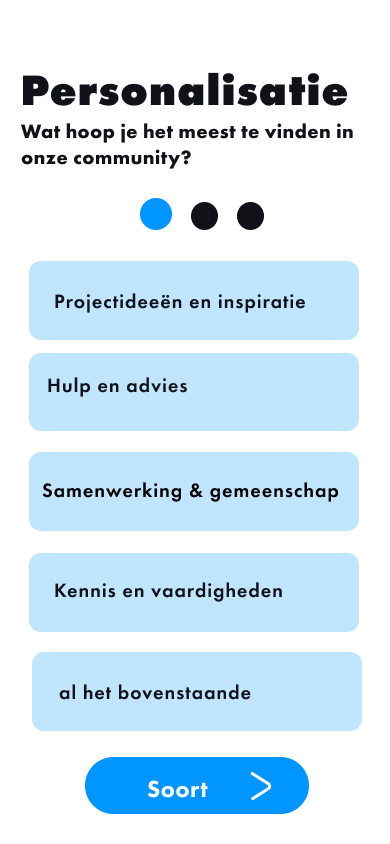 Personalisatie
Wat hoop je het meest te vinden in
onze community?
Projectideeën en inspiratie
Hulp en advies
Samenwerking & gemeenschap
Kennis en vaardigheden
al het bovenstaande
Soort